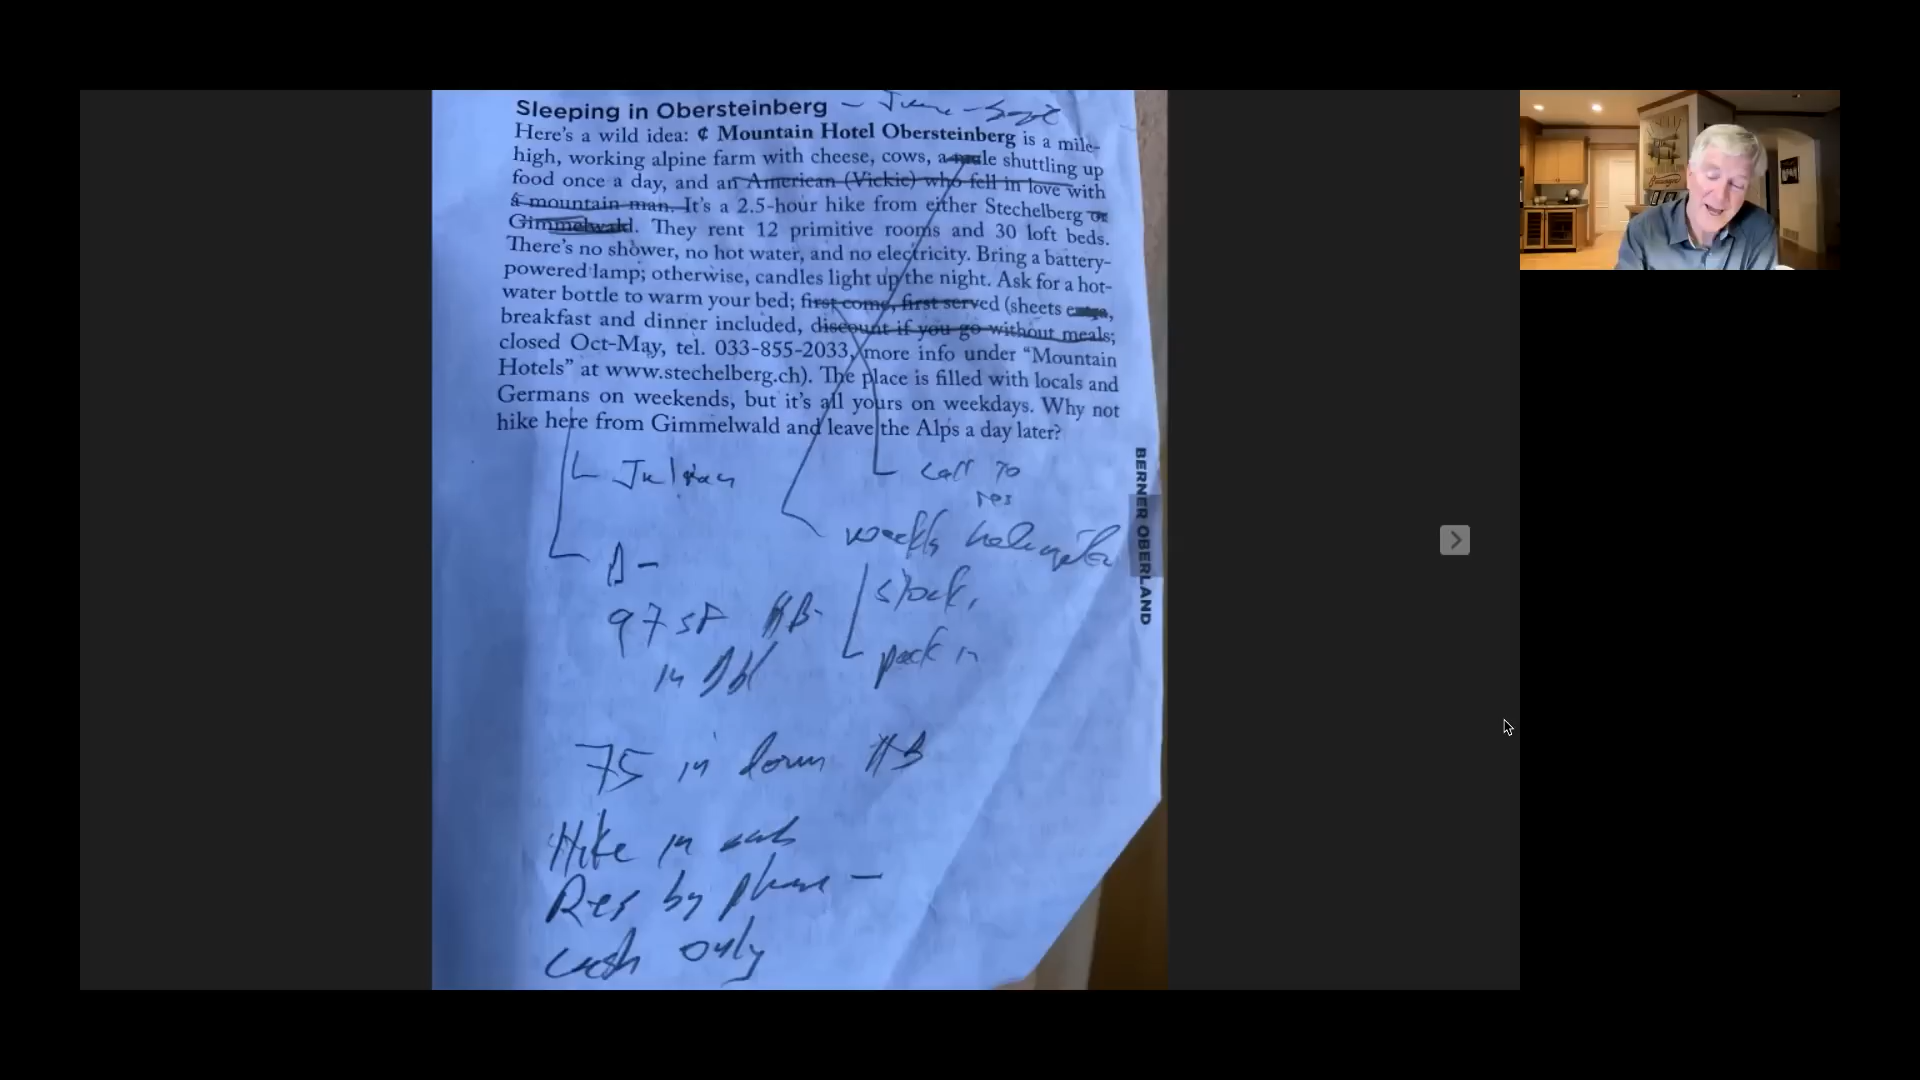 Sleeping in Obersteinberg – June - Sept
Here's a wild idea: ¢ Mountain Hotel Obersteinberg is a mile-
high, working alpine farm with cheese, cows, a mule shuttling up
food once a day, and an American (Vickie) who fell in love with
a mountain man. It's a 2.5-hour hike from either Stechelberg or
Gimmelwald. They rent 12 primitive rooms and 30 loft beds.
There's no shower, no hot water, and no electricity. Bring a battery-
powered lamp; otherwise, candles light up the night. Ask for a hot-
water bottle to warm your bed; first come, first served (sheets extra,
breakfast and dinner included, discount if you go without meals;
closed Oct-May, tel. 033-855-2033, more info under "Mountain
Hotels" at www.stechelberg.ch). The place is filled with locals and
Germans on weekends, but it's all yours on weekdays. Why not
hike here from Gimmelwald and leave the Alps a day later?
BERNER OBERLAND
call to
res
weekly helicopter
stock,
pack in
97 SF HB-
in Dbl
75 in dorm HB
Hike in
Res by phone –
cash only